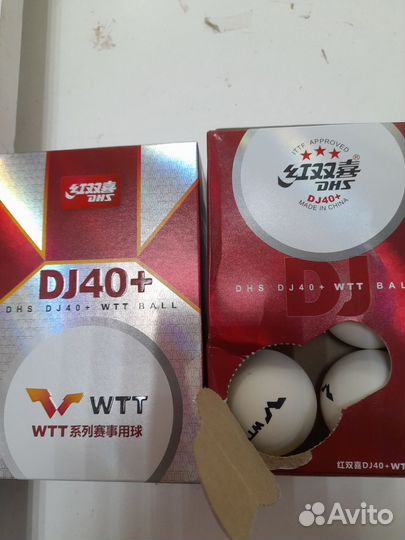 红双喜
DHS
DJ40+
DHS DJ40+ WTT BALL
WTT
WTT系列赛事用球
ITTF APPROVED
红双喜®
DHS
DJ40+
MADE IN CHINA
DJ
DHS DJ40+ WTT BALL
WTT
红双喜DJ40+WT
Avito